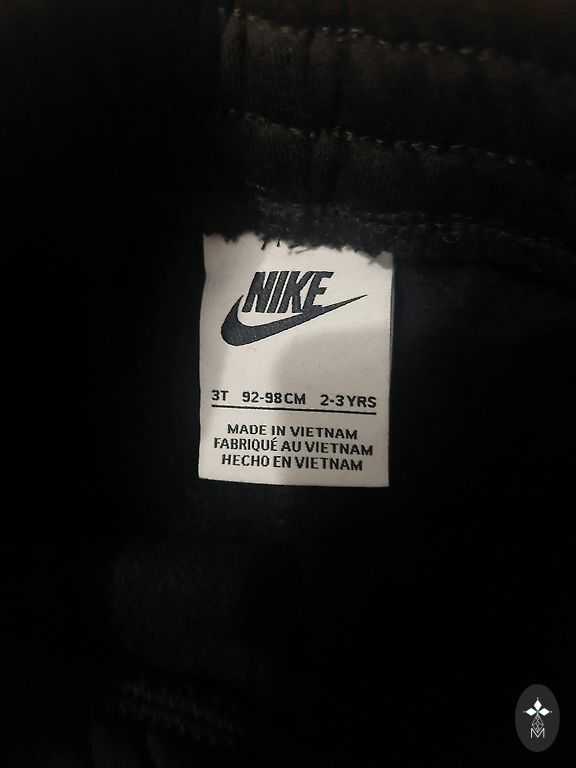 NIKE
3T 92-98CM 2-3YRS
MADE IN VIETNAM
FABRIQUÉ AU VIETNAM
HECHO EN VIETNAM
M